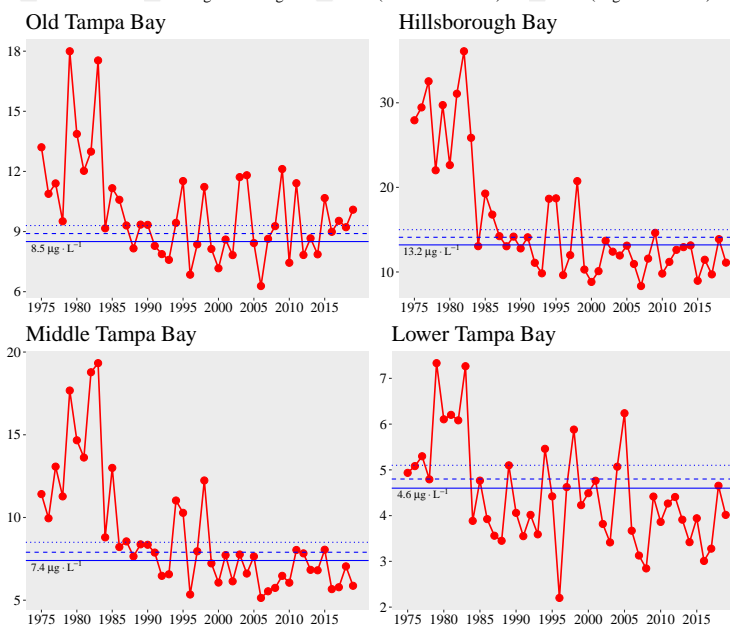 Old Tampa Bay
Hillsborough Bay
18
15
12
9
6
8.5 μg · L⁻¹
1975 1980 1985 1990 1995 2000 2005 2010 2015
30
20
10
13.2 μg · L⁻¹
1975 1980 1985 1990 1995 2000 2005 2010 2015
Middle Tampa Bay
Lower Tampa Bay
20
15
10
5
7.4 μg · L⁻¹
1975 1980 1985 1990 1995 2000 2005 2010 2015
7
6
5
4
3
2
4.6 μg · L⁻¹
1975 1980 1985 1990 1995 2000 2005 2010 2015